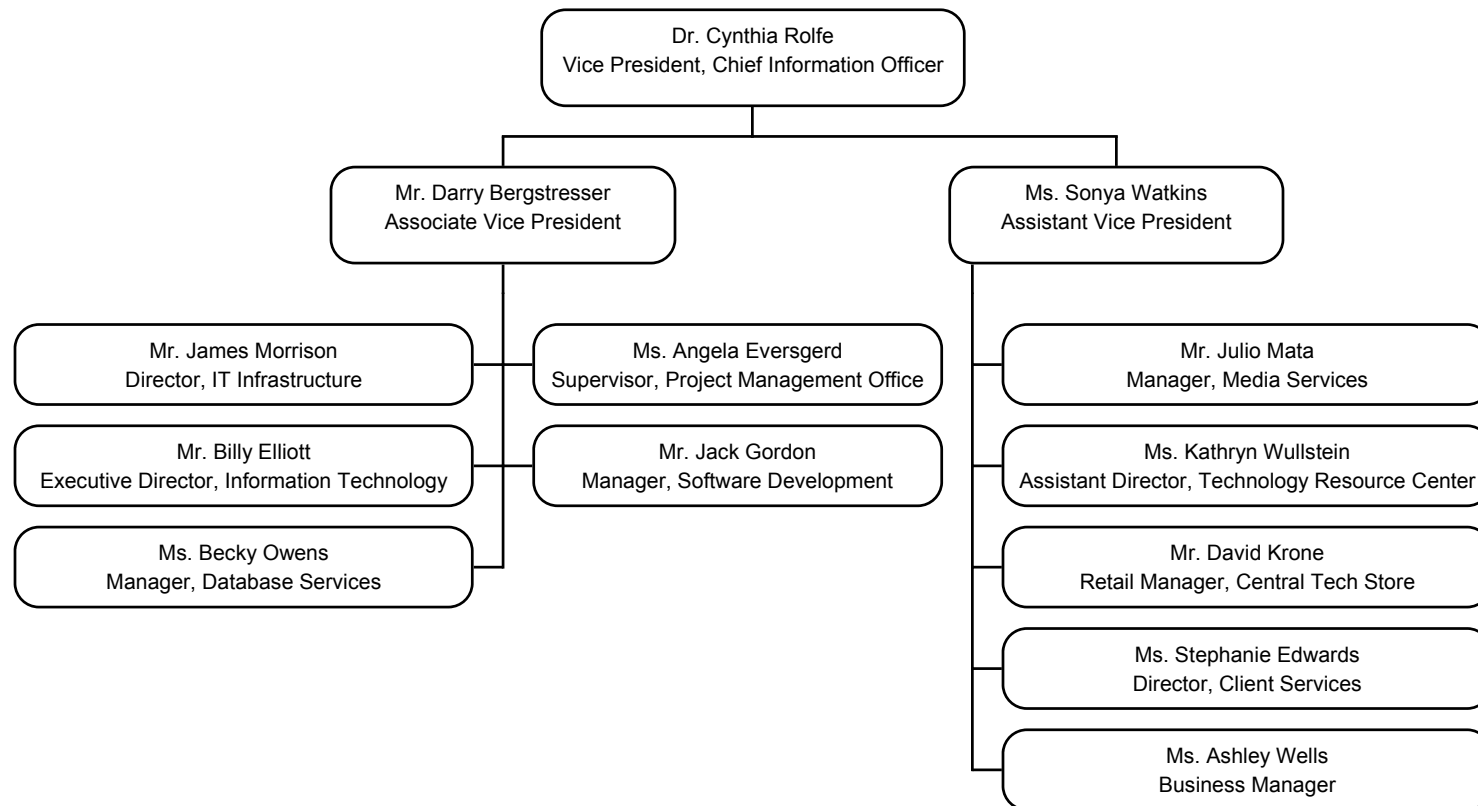 Dr. Cynthia Rolfe
Vice President, Chief Information Officer
Mr. Darry Bergstresser
Associate Vice President
Ms. Sonya Watkins
Assistant Vice President
Mr. James Morrison
Director, IT Infrastructure
Ms. Angela Eversgerd
Supervisor, Project Management Office
Mr. Julio Mata
Manager, Media Services
Mr. Billy Elliott
Executive Director, Information Technology
Mr. Jack Gordon
Manager, Software Development
Ms. Kathryn Wullstein
Assistant Director, Technology Resource Center
Ms. Becky Owens
Manager, Database Services
Mr. David Krone
Retail Manager, Central Tech Store
Ms. Stephanie Edwards
Director, Client Services
Ms. Ashley Wells
Business Manager